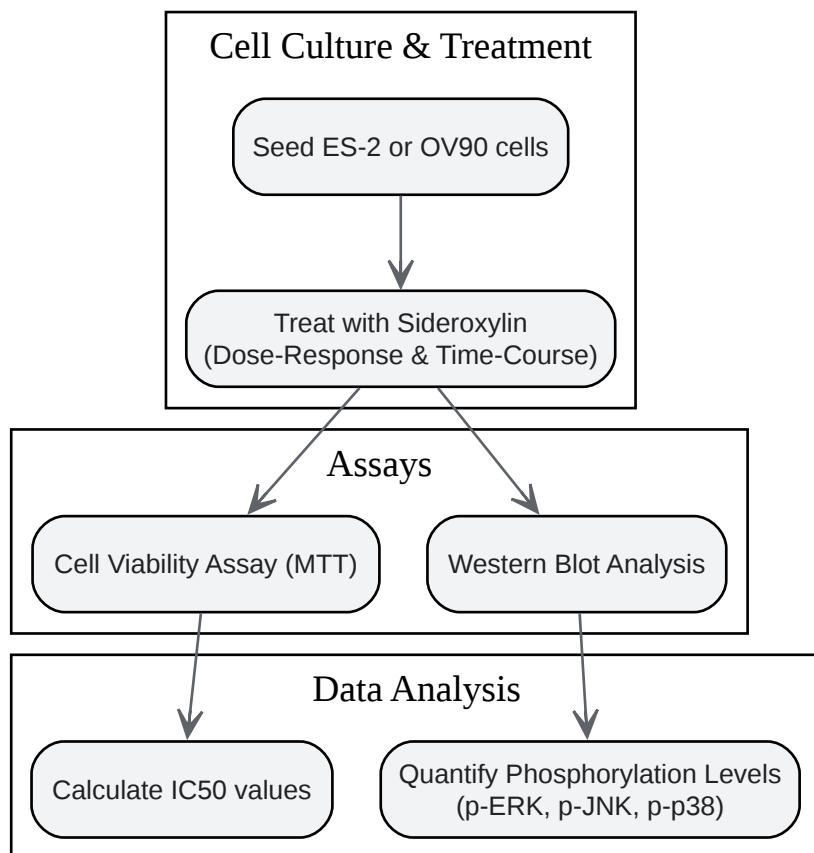 Cell Culture & Treatment
Seed ES-2 or OV90 cells
Treat with Sideroxylin
(Dose-Response & Time-Course)
Assays
Cell Viability Assay (MTT)
Western Blot Analysis
Data Analysis
Calculate IC50 values
Quantify Phosphorylation Levels
(p-ERK, p-JNK, p-p38)